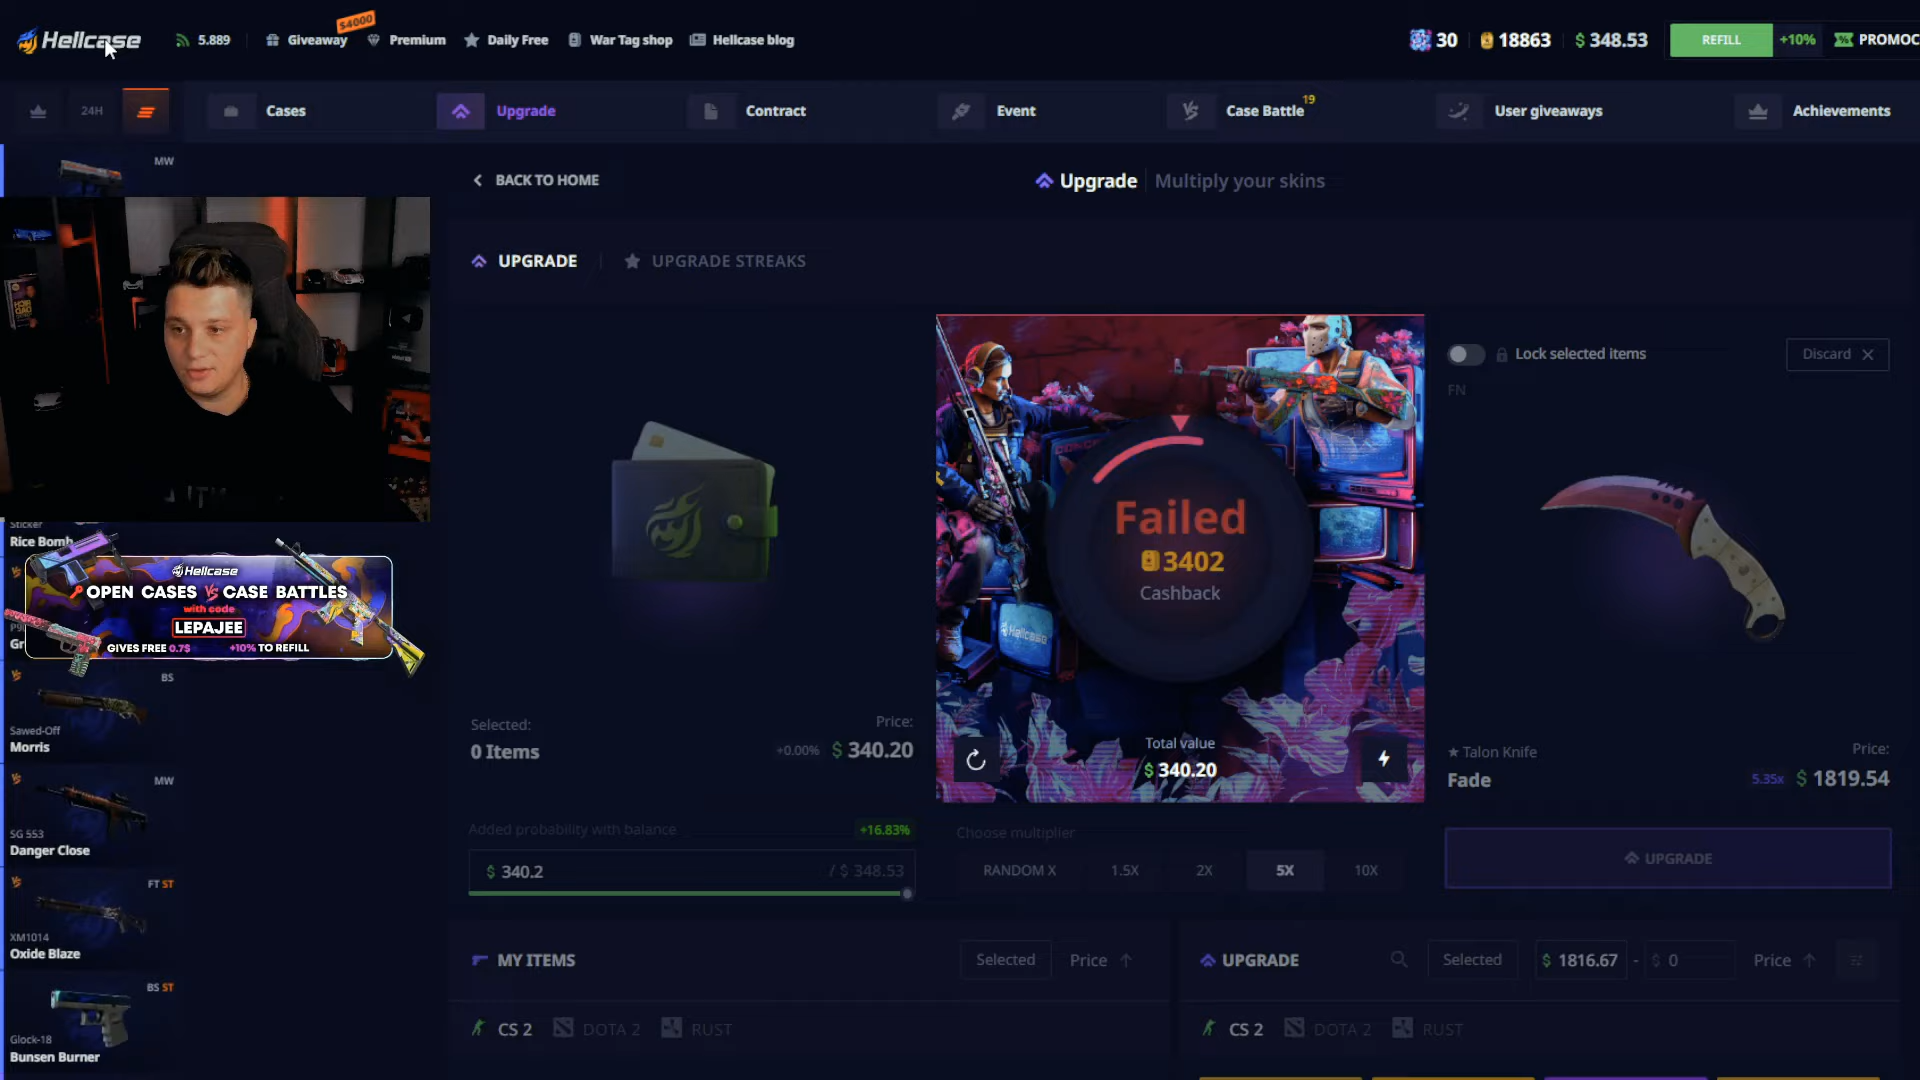 Hellcase
5.889
Giveaway
$4000
Premium
Daily Free
War Tag shop
Hellcase blog
30
18863
$ 348.53
REFILL
+10%
PROMOC
24H
Cases
Upgrade
Contract
Event
Case Battle
19
User giveaways
Achievements
MW
BACK TO HOME
Upgrade
Multiply your skins
UPGRADE
UPGRADE STREAKS
Lock selected items
Discard
FN
Failed
3402
Cashback
Hellcase
Selected:
0 Items
Price:
+0.00%
$ 340.20
Total value
$ 340.20
★ Talon Knife
Fade
Price:
5.35x
$ 1819.54
Added probability with balance
+16.83%
$ 340.2
/ $ 348.53
Choose multiplier
RANDOM X
1.5X
2X
5X
10X
UPGRADE
Sticker
Rice Bomb
Hellcase
OPEN CASES VS CASE BATTLES
with code
LEPAJEE
GIVES FREE 0.7$
+10% TO REFILL
Gr
BS
Sawed-Off
Morris
MW
SG 553
Danger Close
FT ST
XM1014
Oxide Blaze
BS ST
Glock-18
Bunsen Burner
MY ITEMS
Selected
Price
CS 2
DOTA 2
RUST
UPGRADE
Selected
$ 1816.67
-
$ 0
Price
CS 2
DOTA 2
RUST